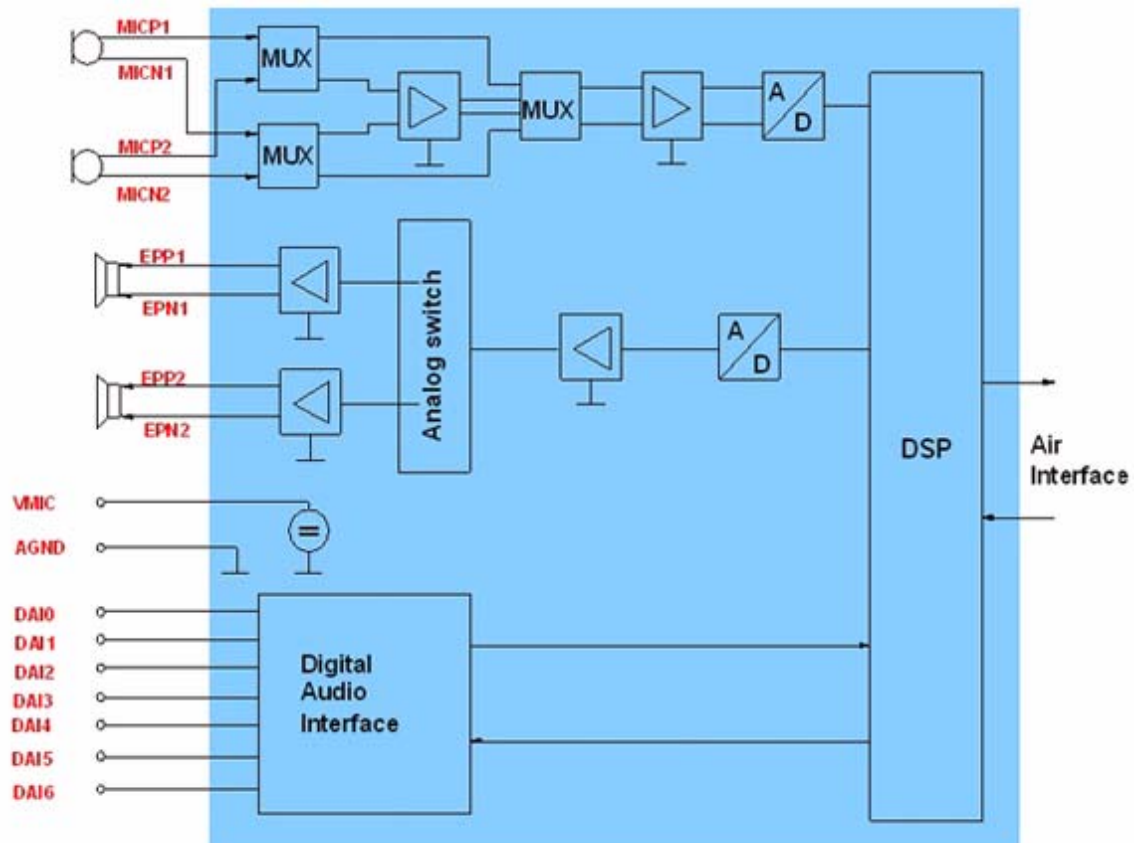 MICP1
MICN1
MICP2
MICN2
MUX
MUX
MUX
A
D
EPP1
EPN1
EPP2
EPN2
Analog switch
A
D
DSP
Air
Interface
VMIC
AGND
DAI0
DAI1
DAI2
DAI3
DAI4
DAI5
DAI6
Digital
Audio
Interface